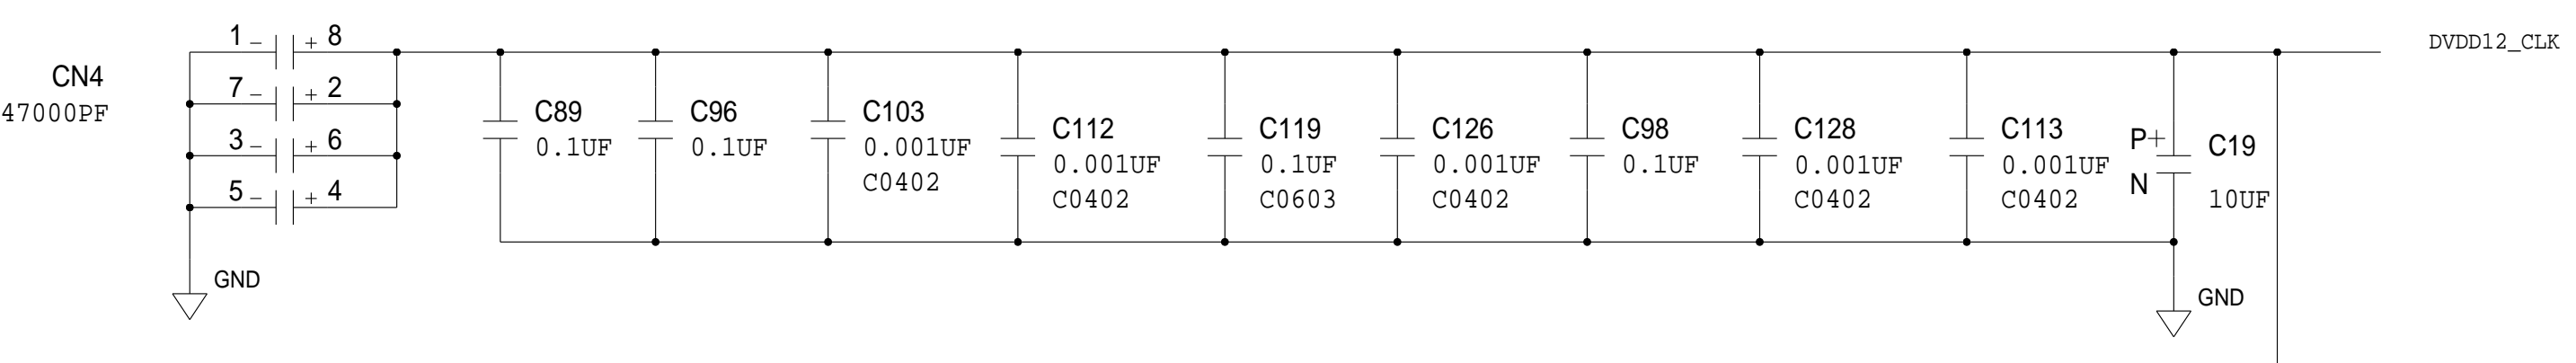 CN4
47000PF
1 - + 8
7 - + 2
3 - + 6
5 - + 4
GND
C89
0.1UF
C96
0.1UF
C103
0.001UF
C0402
C112
0.001UF
C0402
C119
0.1UF
C0603
C126
0.001UF
C0402
C98
0.1UF
C128
0.001UF
C0402
C113
0.001UF
C0402
P+
N
C19
10UF
GND
DVDD12_CLK